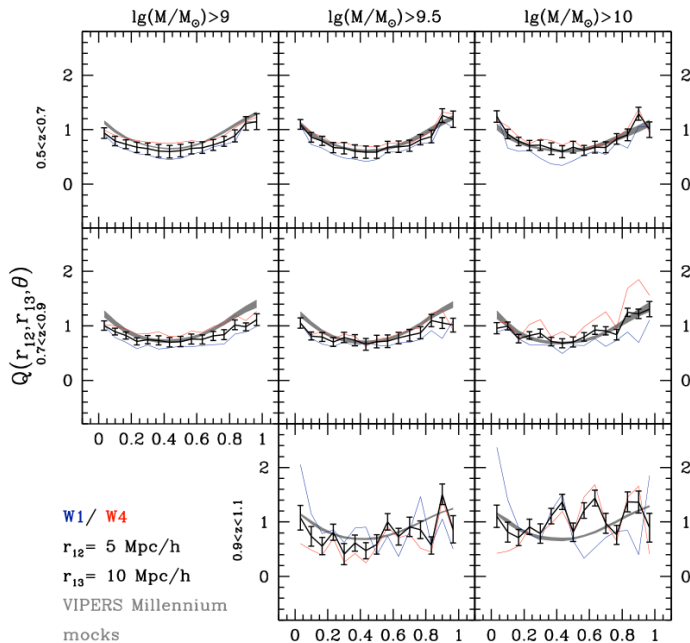 lg(M/M☉)>9 lg(M/M☉)>9.5 lg(M/M☉)>10
2 2
1 1
0 0
0.5<z<0.7
2 2
1 1
0 0
Q(r₁₂,r₁₃,θ)
0.7<z<0.9
0 0.2 0.4 0.6 0.8 1
2 2
1 1
0 0
0.9<z<1.1
W1/ W4
r₁₂= 5 Mpc/h
r₁₃= 10 Mpc/h
VIPERS Millennium
mocks
0 0.2 0.4 0.6 0.8 1 0 0.2 0.4 0.6 0.8 1